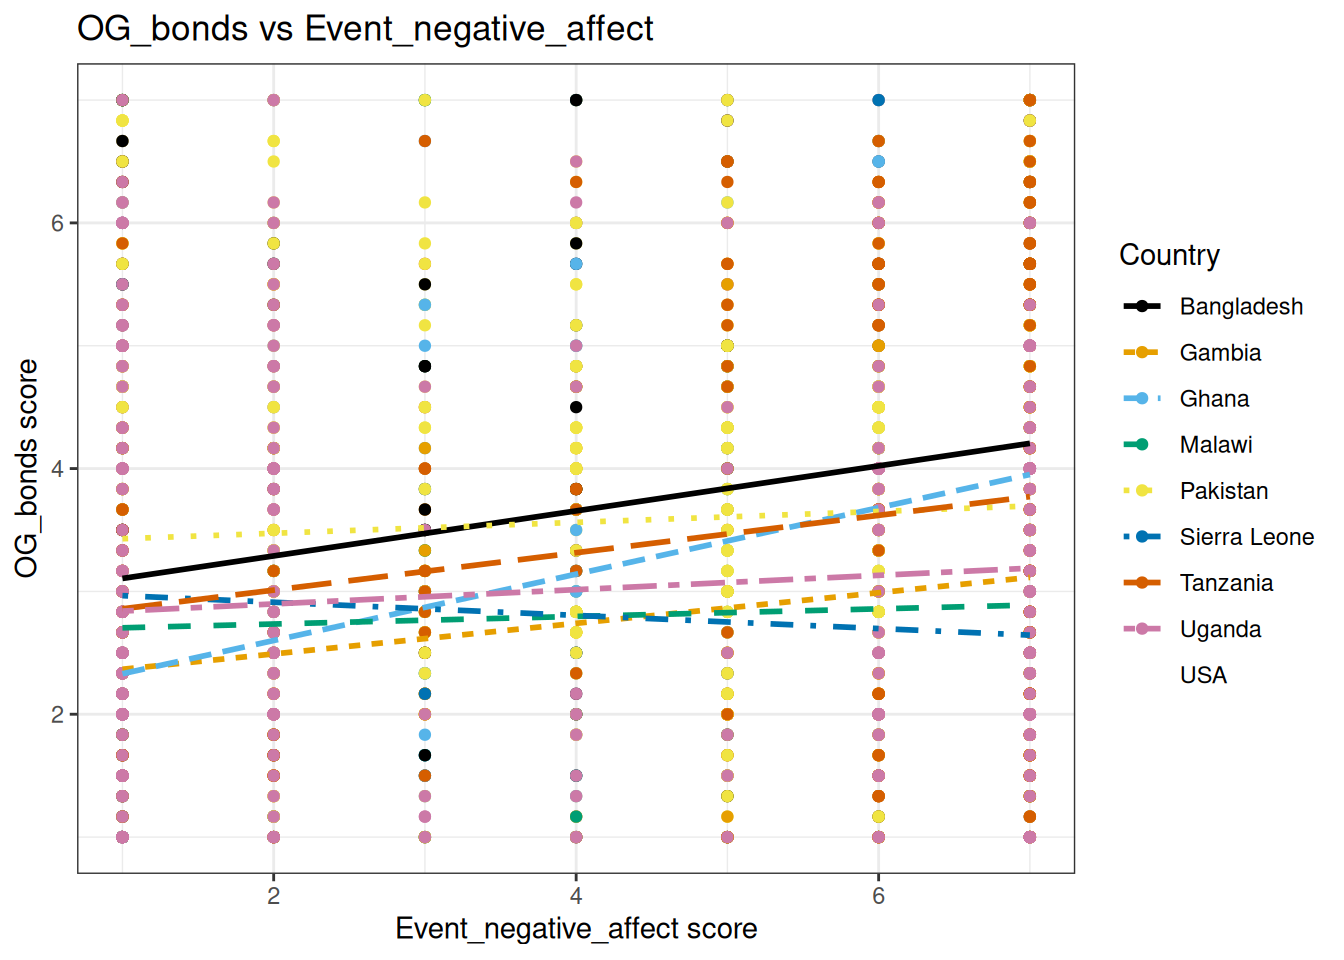 OG_bonds vs Event_negative_affect
OG_bonds score
6
4
2
2
4
6
Event_negative_affect score
Country
Bangladesh
Gambia
Ghana
Malawi
Pakistan
Sierra Leone
Tanzania
Uganda
USA